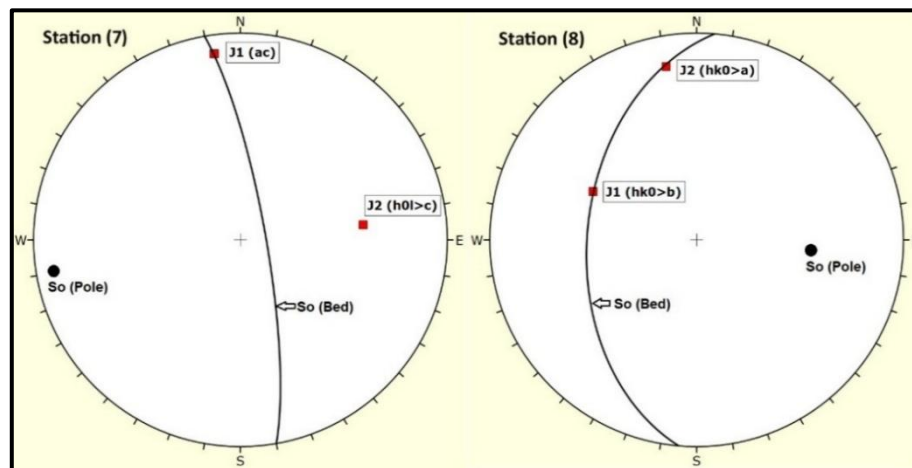 Station (7)
N
J1 (ac)
J2 (h0l>c)
W
E
So (Pole)
So (Bed)
S
Station (8)
N
J2 (hk0>a)
J1 (hk0>b)
W
So (Pole)
So (Bed)
S